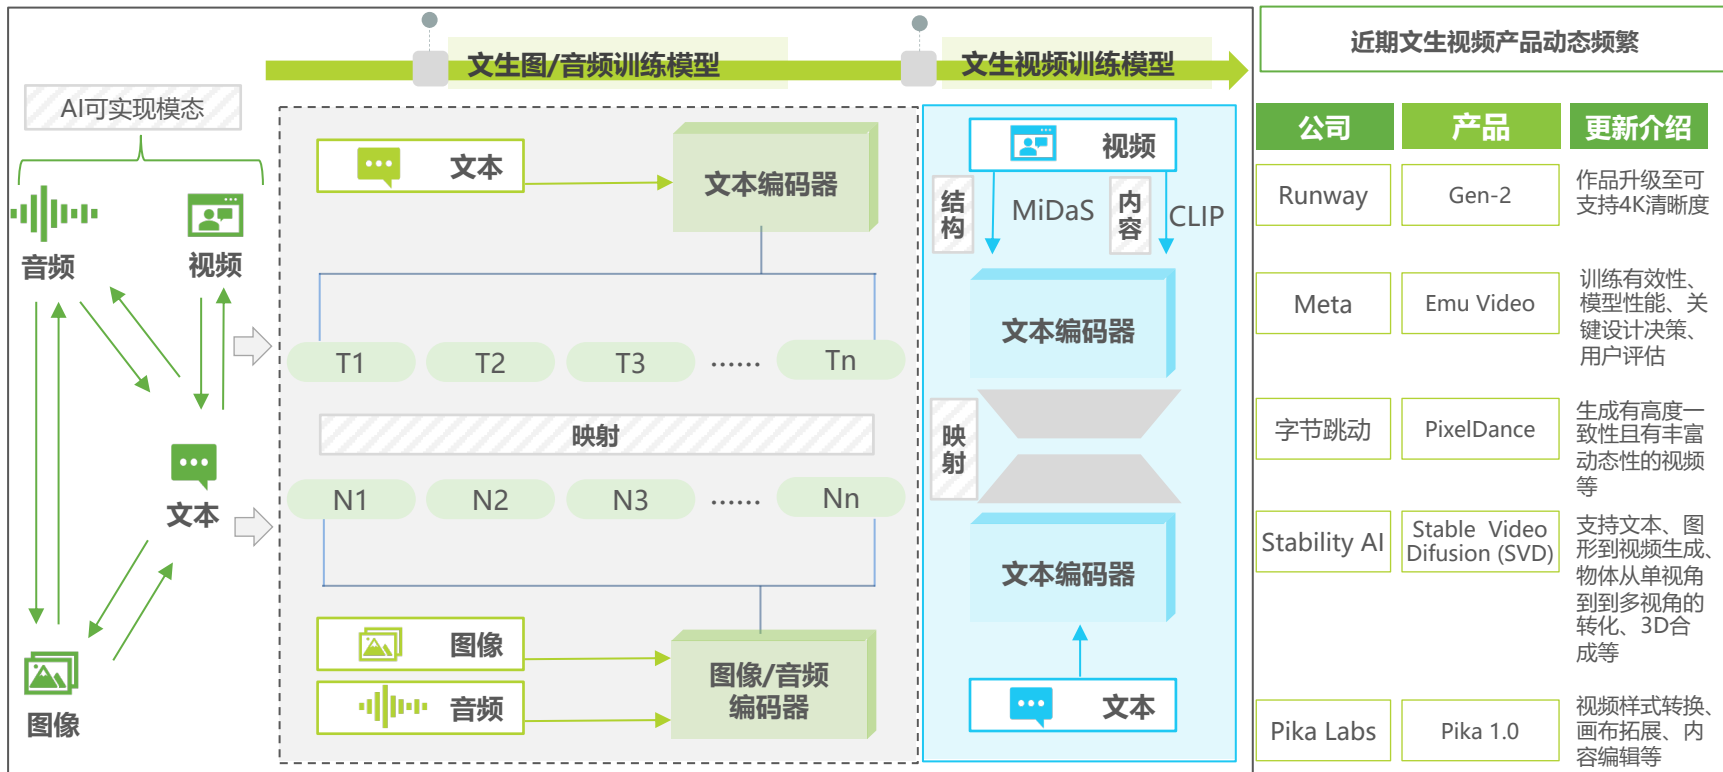 文生图/音频训练模型
文生视频训练模型
近期文生视频产品动态频繁
AI可实现模态
音频
视频
文本
图像
文本
文本编码器
T1
T2
T3
......
Tn
映射
N1
N2
N3
......
Nn
图像
音频
图像/音频
编码器
视频
结构
MiDaS
内容
CLIP
文本编码器
映射
文本编码器
文本
公司
产品
更新介绍
Runway
Gen-2
作品升级至可
支持4K清晰度
Meta
Emu Video
训练有效性、
模型性能、关
键设计决策、
用户评估
字节跳动
PixelDance
生成有高度一
致性且有丰富
动态性的视频
等
Stability AI
Stable Video
Difusion (SVD)
支持文本、图
形到视频生成、
物体从单视角
到到多视角的
转化、3D合
成等
Pika Labs
Pika 1.0
视频样式转换、
画布拓展、内
容编辑等